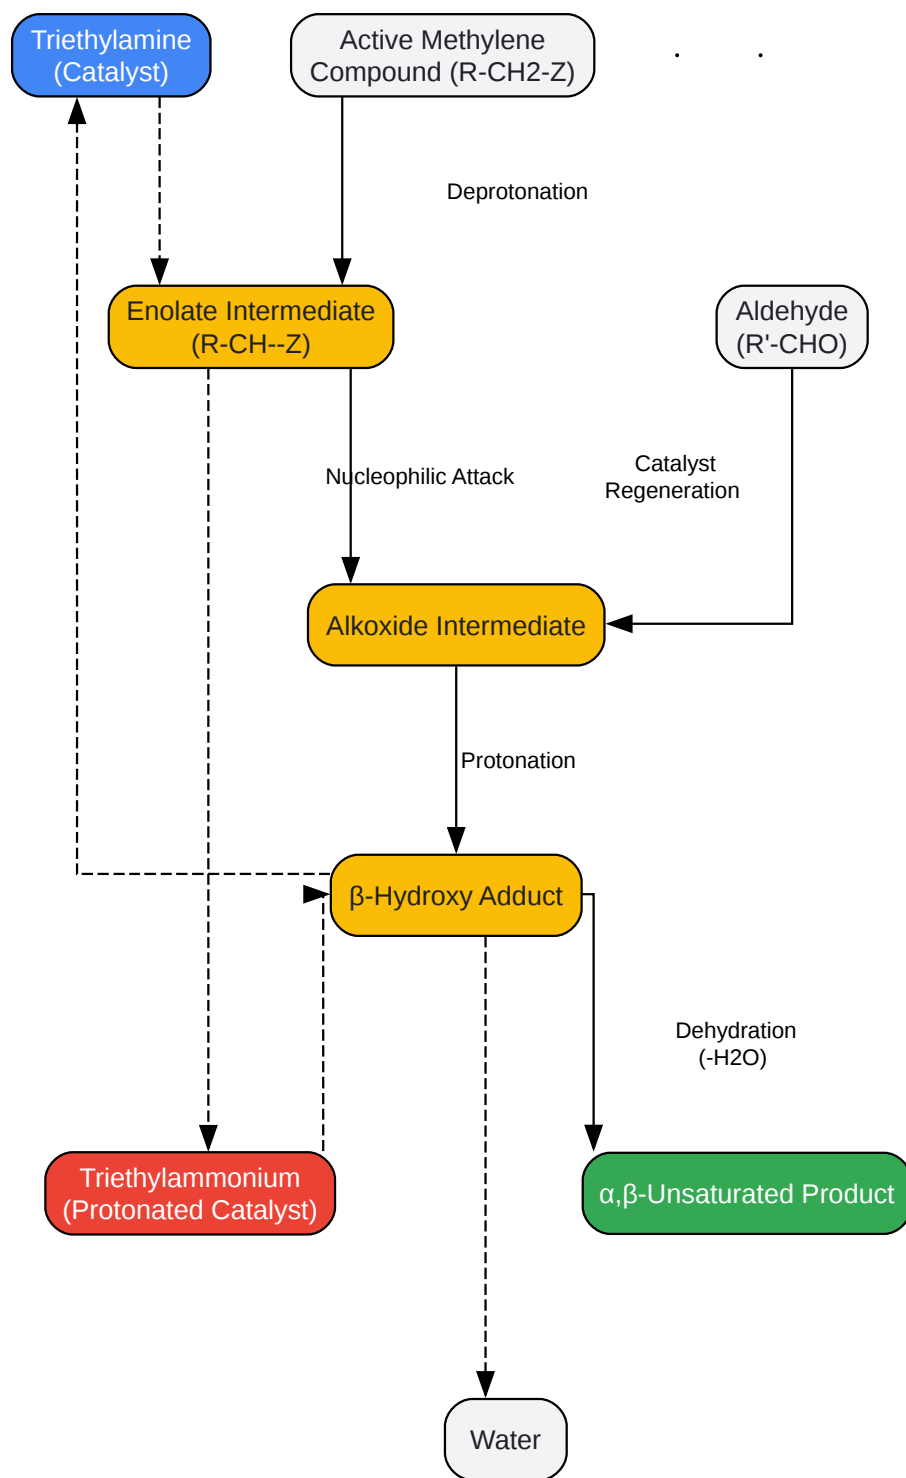 Triethylamine
(Catalyst)
Active Methylene
Compound (R-CH2-Z)
Deprotonation
Enolate Intermediate
(R-CH--Z)
Aldehyde
(R'-CHO)
Nucleophilic Attack
Catalyst
Regeneration
Alkoxide Intermediate
Protonation
β-Hydroxy Adduct
Dehydration
(-H2O)
Triethylammonium
(Protonated Catalyst)
α,β-Unsaturated Product
Water